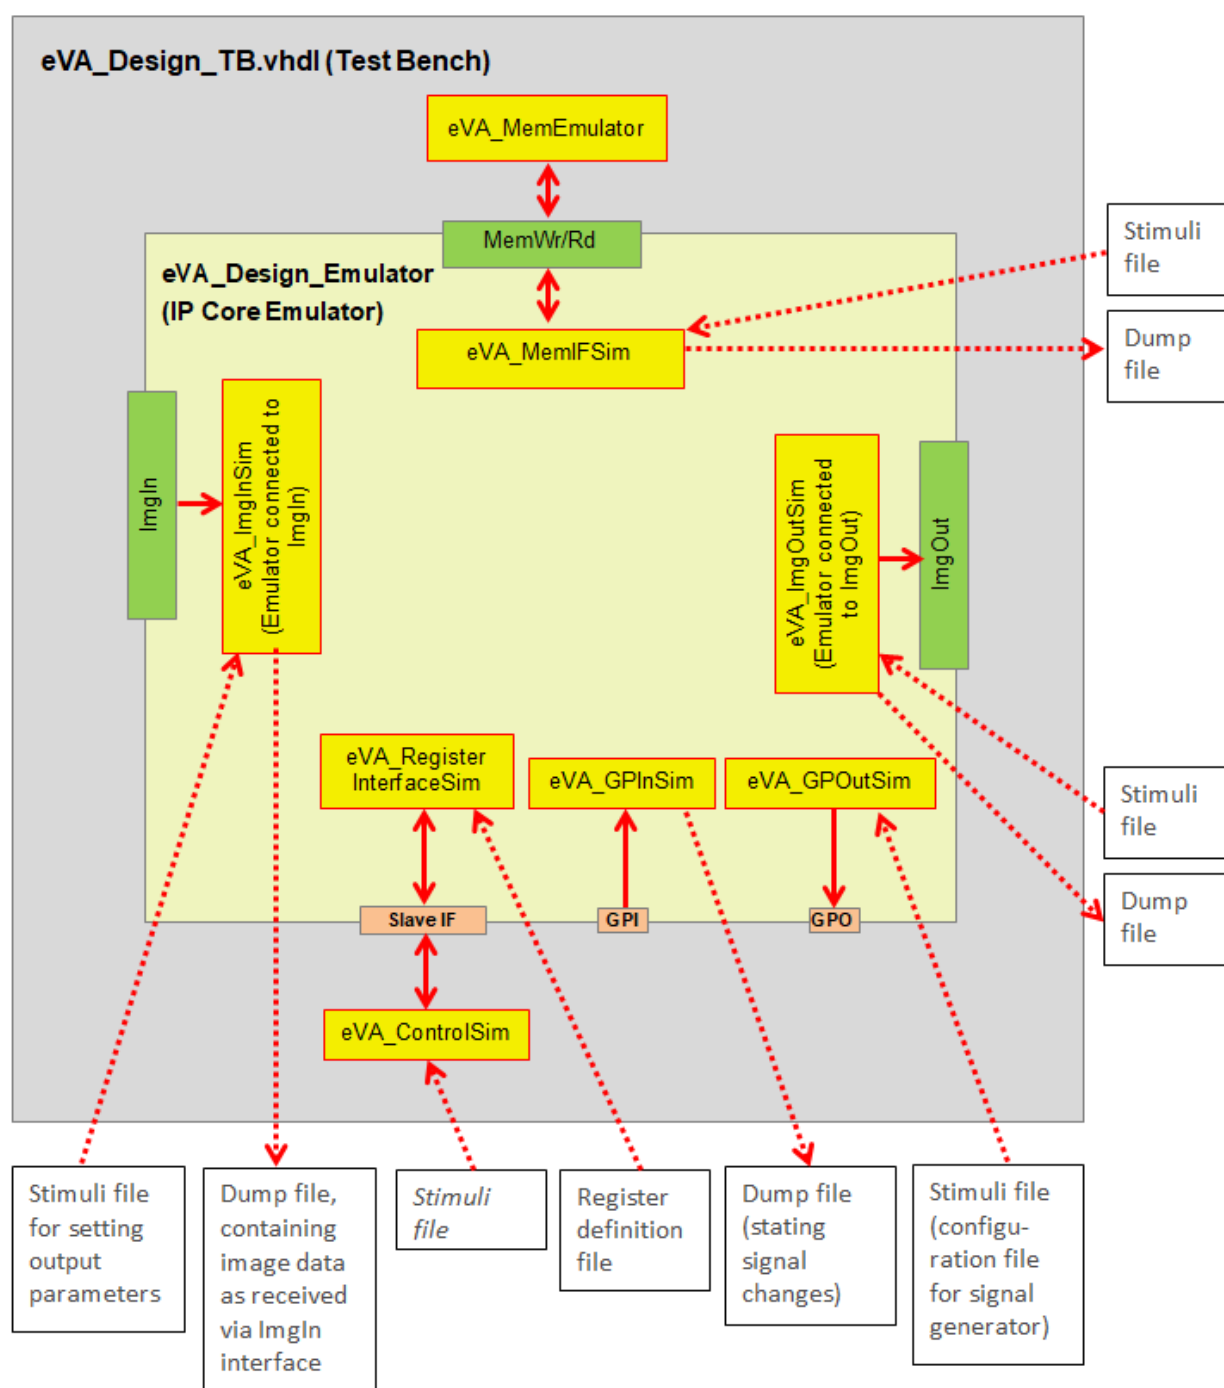 eVA_Design_TB.vhdl (Test Bench)
eVA_MemEmulator
MemWr/Rd
eVA_Design_Emulator
(IP Core Emulator)
eVA_MemIFSim
Stimuli
file
Dump
file
ImgIn
eVA_ImgInSim
(Emulator connected to
ImgIn)
eVA_ImgOutSim
(Emulator connected
to ImgOut)
ImgOut
eVA_Register
InterfaceSim
eVA_GPInSim
eVA_GPOutSim
Stimuli
file
Dump
file
Slave IF
GPI
GPO
eVA_ControlSim
Stimuli file
for setting
output
parameters
Dump file,
containing
image data
as received
via ImgIn
interface
Stimuli
file
Register
definition
file
Dump file
(stating
signal
changes)
Stimuli file
(configu-
ration file
for signal
generator)